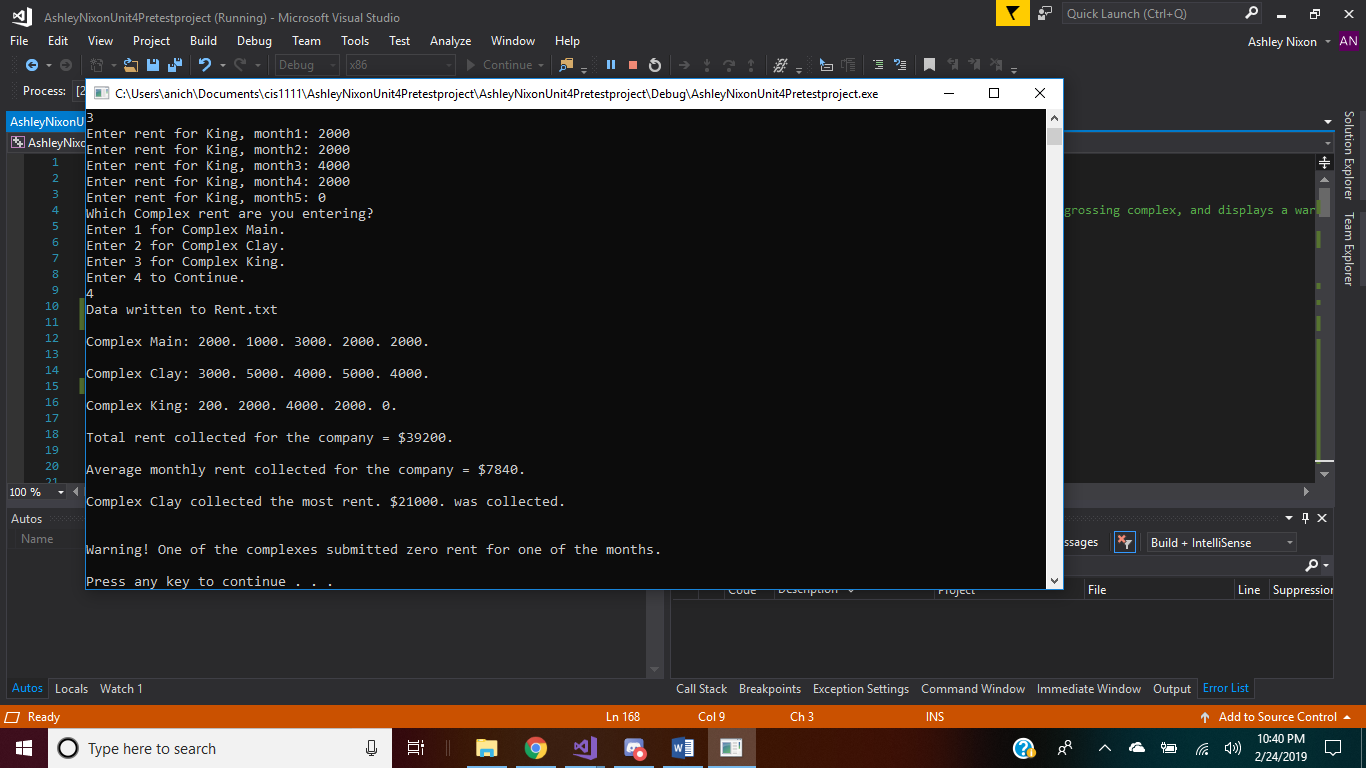 AshleyNixonUnit4Pretestproject (Running) - Microsoft Visual Studio
Quick Launch (Ctrl+Q)
File Edit View Project Build Debug Team Tools Test Analyze Window Help
Ashley Nixon AN
Debug x86 Continue
Process:
C:\Users\anich\Documents\cis1111\AshleyNixonUnit4Pretestproject\AshleyNixonUnit4Pretestproject\Debug\AshleyNixonUnit4Pretestproject.exe
3
Enter rent for King, month1: 2000
Enter rent for King, month2: 2000
Enter rent for King, month3: 4000
Enter rent for King, month4: 2000
Enter rent for King, month5: 0
Which Complex rent are you entering?
Enter 1 for Complex Main.
Enter 2 for Complex Clay.
Enter 3 for Complex King.
Enter 4 to Continue.
4
Data written to Rent.txt
Complex Main: 2000. 1000. 3000. 2000. 2000.
Complex Clay: 3000. 5000. 4000. 5000. 4000.
Complex King: 200. 2000. 4000. 2000. 0.
Total rent collected for the company = $39200.
Average monthly rent collected for the company = $7840.
Complex Clay collected the most rent. $21000. was collected.
Warning! One of the complexes submitted zero rent for one of the months.
Press any key to continue . . .
AshleyNixonU
AshleyNixo
1
2
3
4
5
6
7
8
9
10
11
12
13
14
15
16
17
18
19
20
21
grossing complex, and displays a war
Solution Explorer
Team Explorer
100 %
Autos
Name
ssages
Build + IntelliSense
Code Description Project File Line Suppression
Autos Locals Watch 1
Call Stack Breakpoints Exception Settings Command Window Immediate Window Output Error List
Ready Ln 168 Col 9 Ch 3 INS Add to Source Control
Type here to search
10:40 PM
2/24/2019